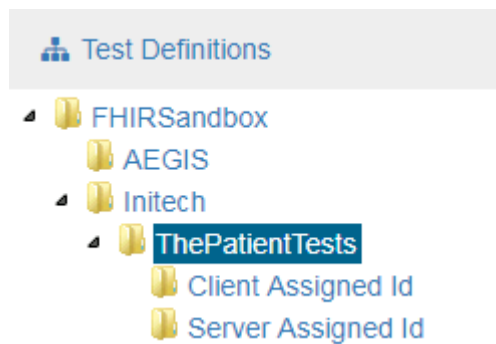 Test Definitions
FHIRSandbox
AEGIS
Initech
ThePatientTests
Client Assigned Id
Server Assigned Id